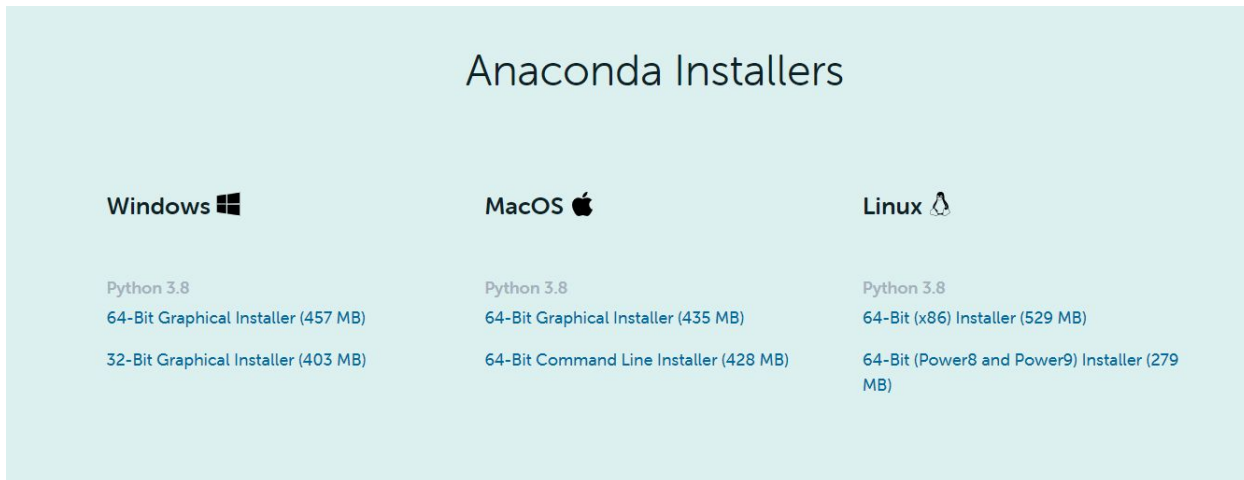 Anaconda Installers
Windows
Python 3.8
64-Bit Graphical Installer (457 MB)
32-Bit Graphical Installer (403 MB)
MacOS
Python 3.8
64-Bit Graphical Installer (435 MB)
64-Bit Command Line Installer (428 MB)
Linux
Python 3.8
64-Bit (x86) Installer (529 MB)
64-Bit (Power8 and Power9) Installer (279
MB)